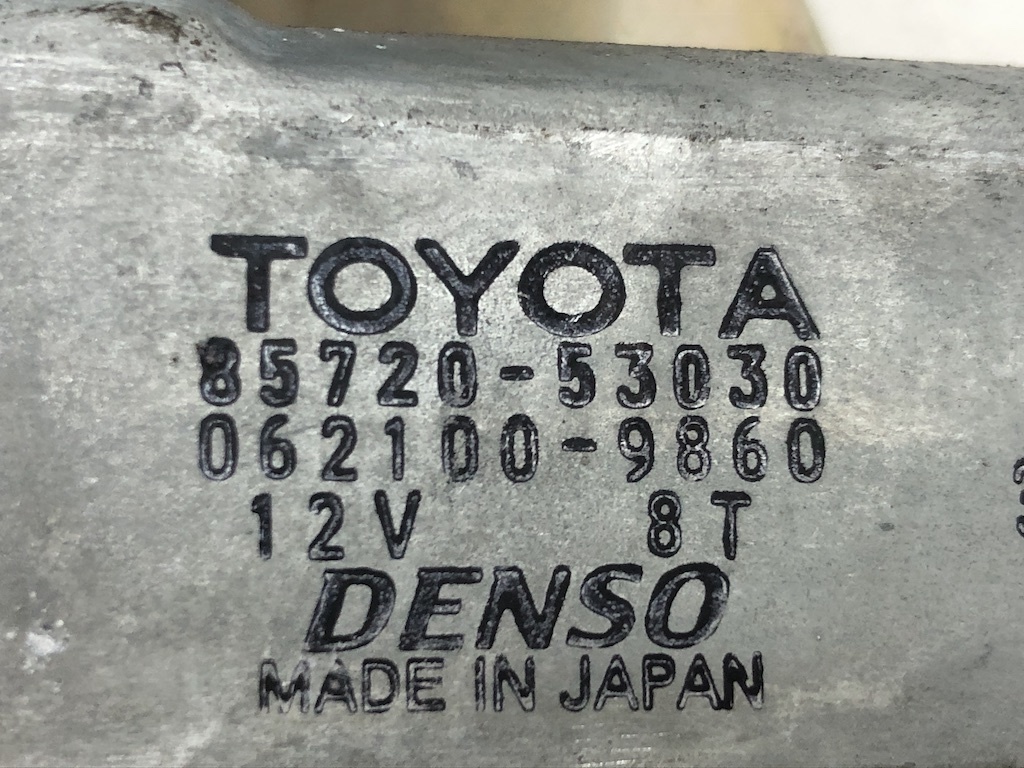 TOYOTA
85720-53030
062100-9860
12V 8T
DENSO
MADE IN JAPAN